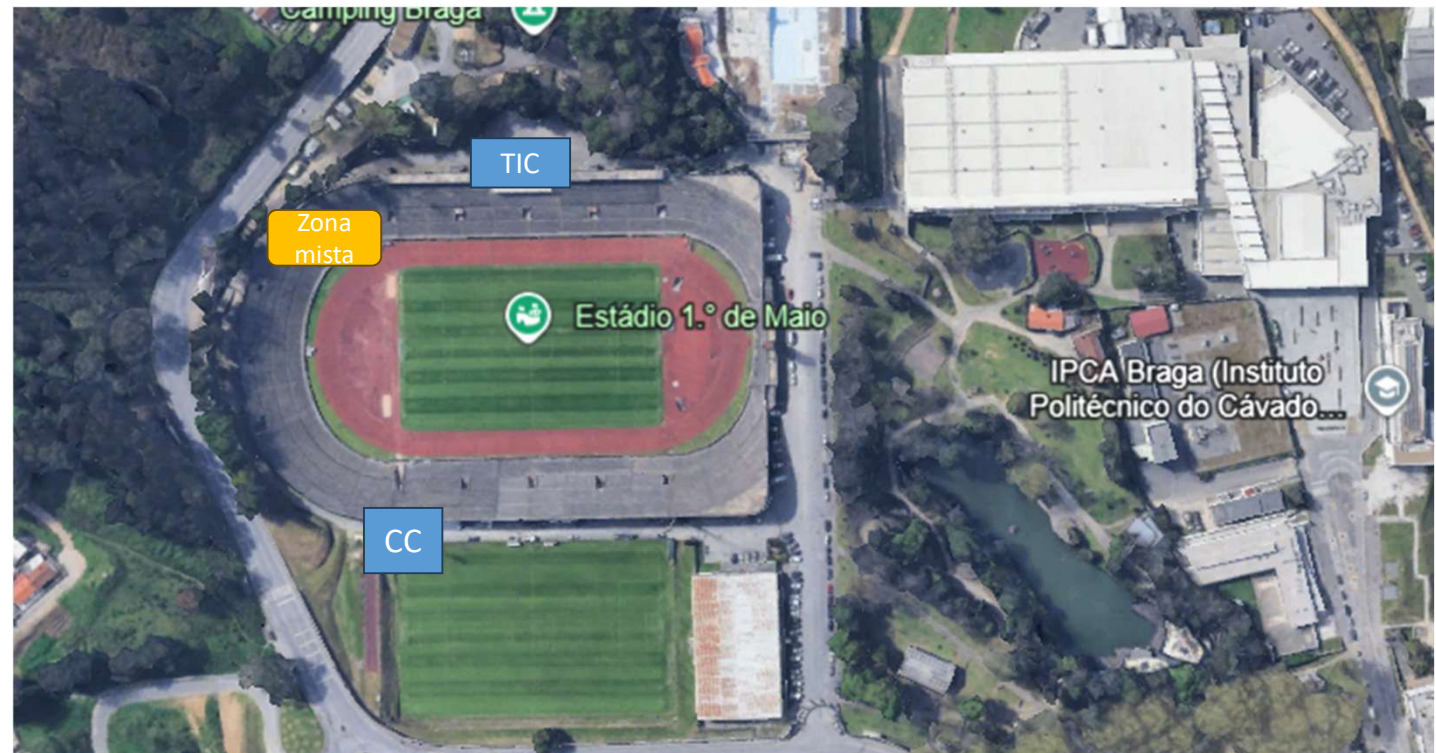 Camping Braga
TIC
Zona
mista
Estádio 1.º de Maio
IPCA Braga (Instituto
Politécnico do Cávado...
CC